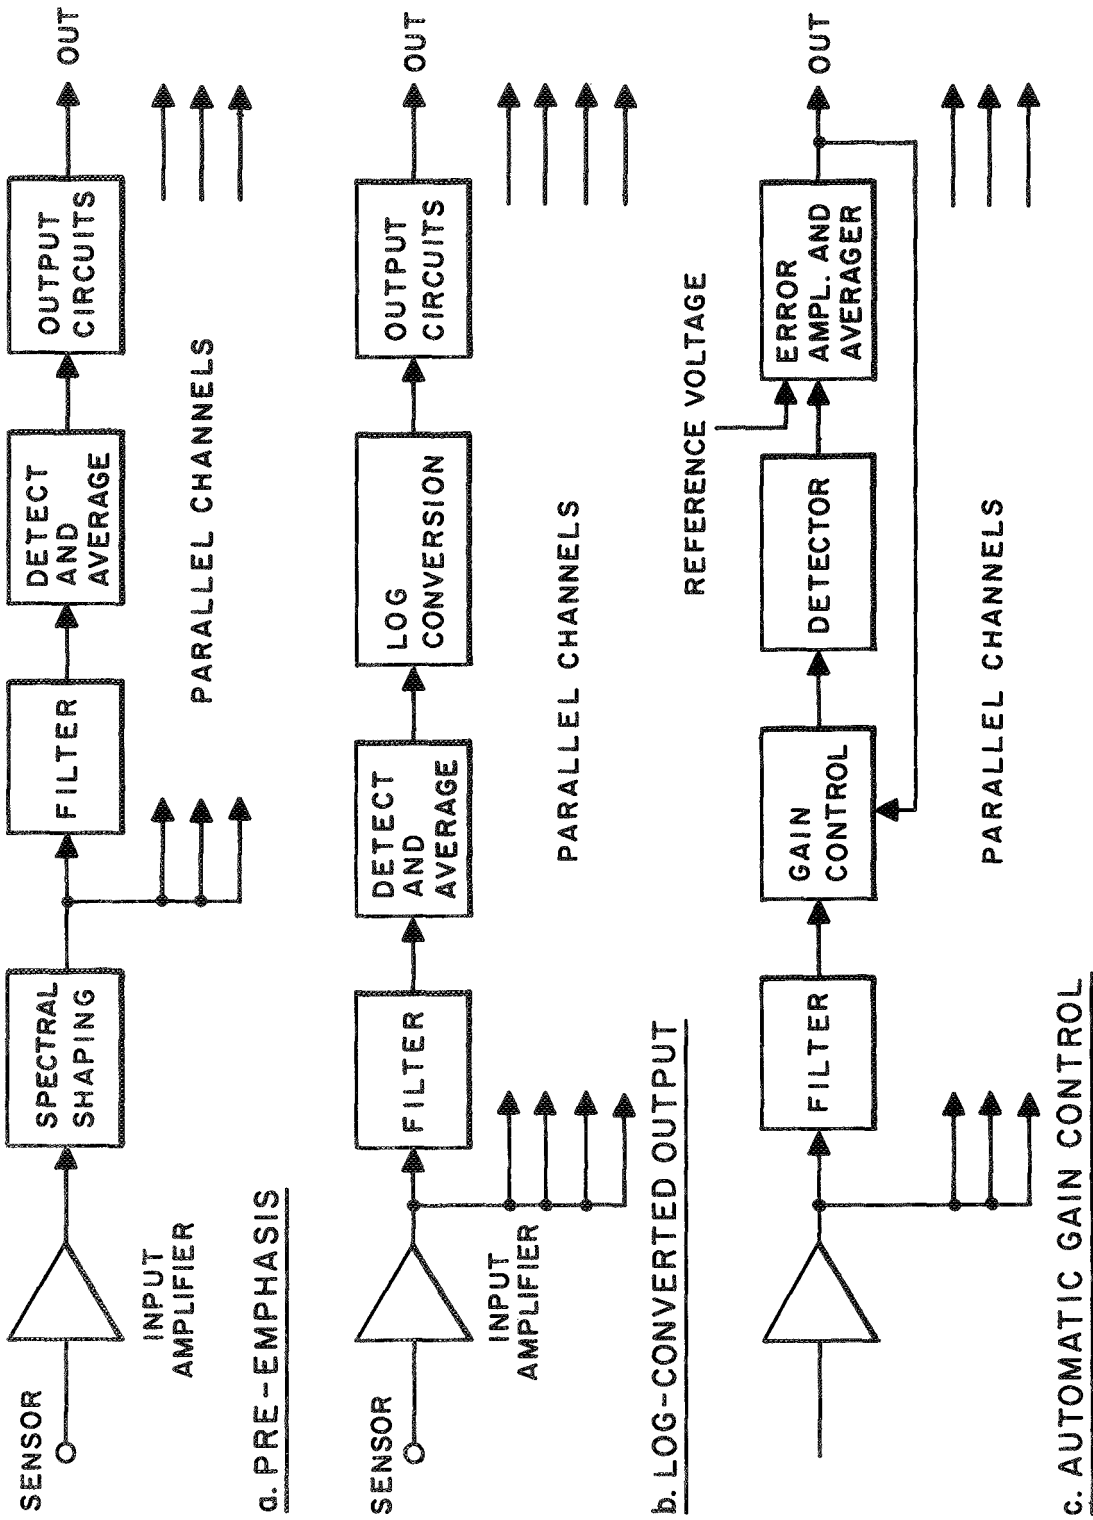 SENSOR
INPUT
AMPLIFIER
SPECTRAL
SHAPING
FILTER
DETECT
AND
AVERAGE
OUTPUT
CIRCUITS
OUT
PARALLEL CHANNELS
a. PRE-EMPHASIS
SENSOR
INPUT
AMPLIFIER
FILTER
DETECT
AND
AVERAGE
LOG
CONVERSION
OUTPUT
CIRCUITS
OUT
PARALLEL CHANNELS
b. LOG-CONVERTED OUTPUT
FILTER
GAIN
CONTROL
DETECTOR
REFERENCE VOLTAGE
ERROR
AMPL. AND
AVERAGER
OUT
PARALLEL CHANNELS
c. AUTOMATIC GAIN CONTROL